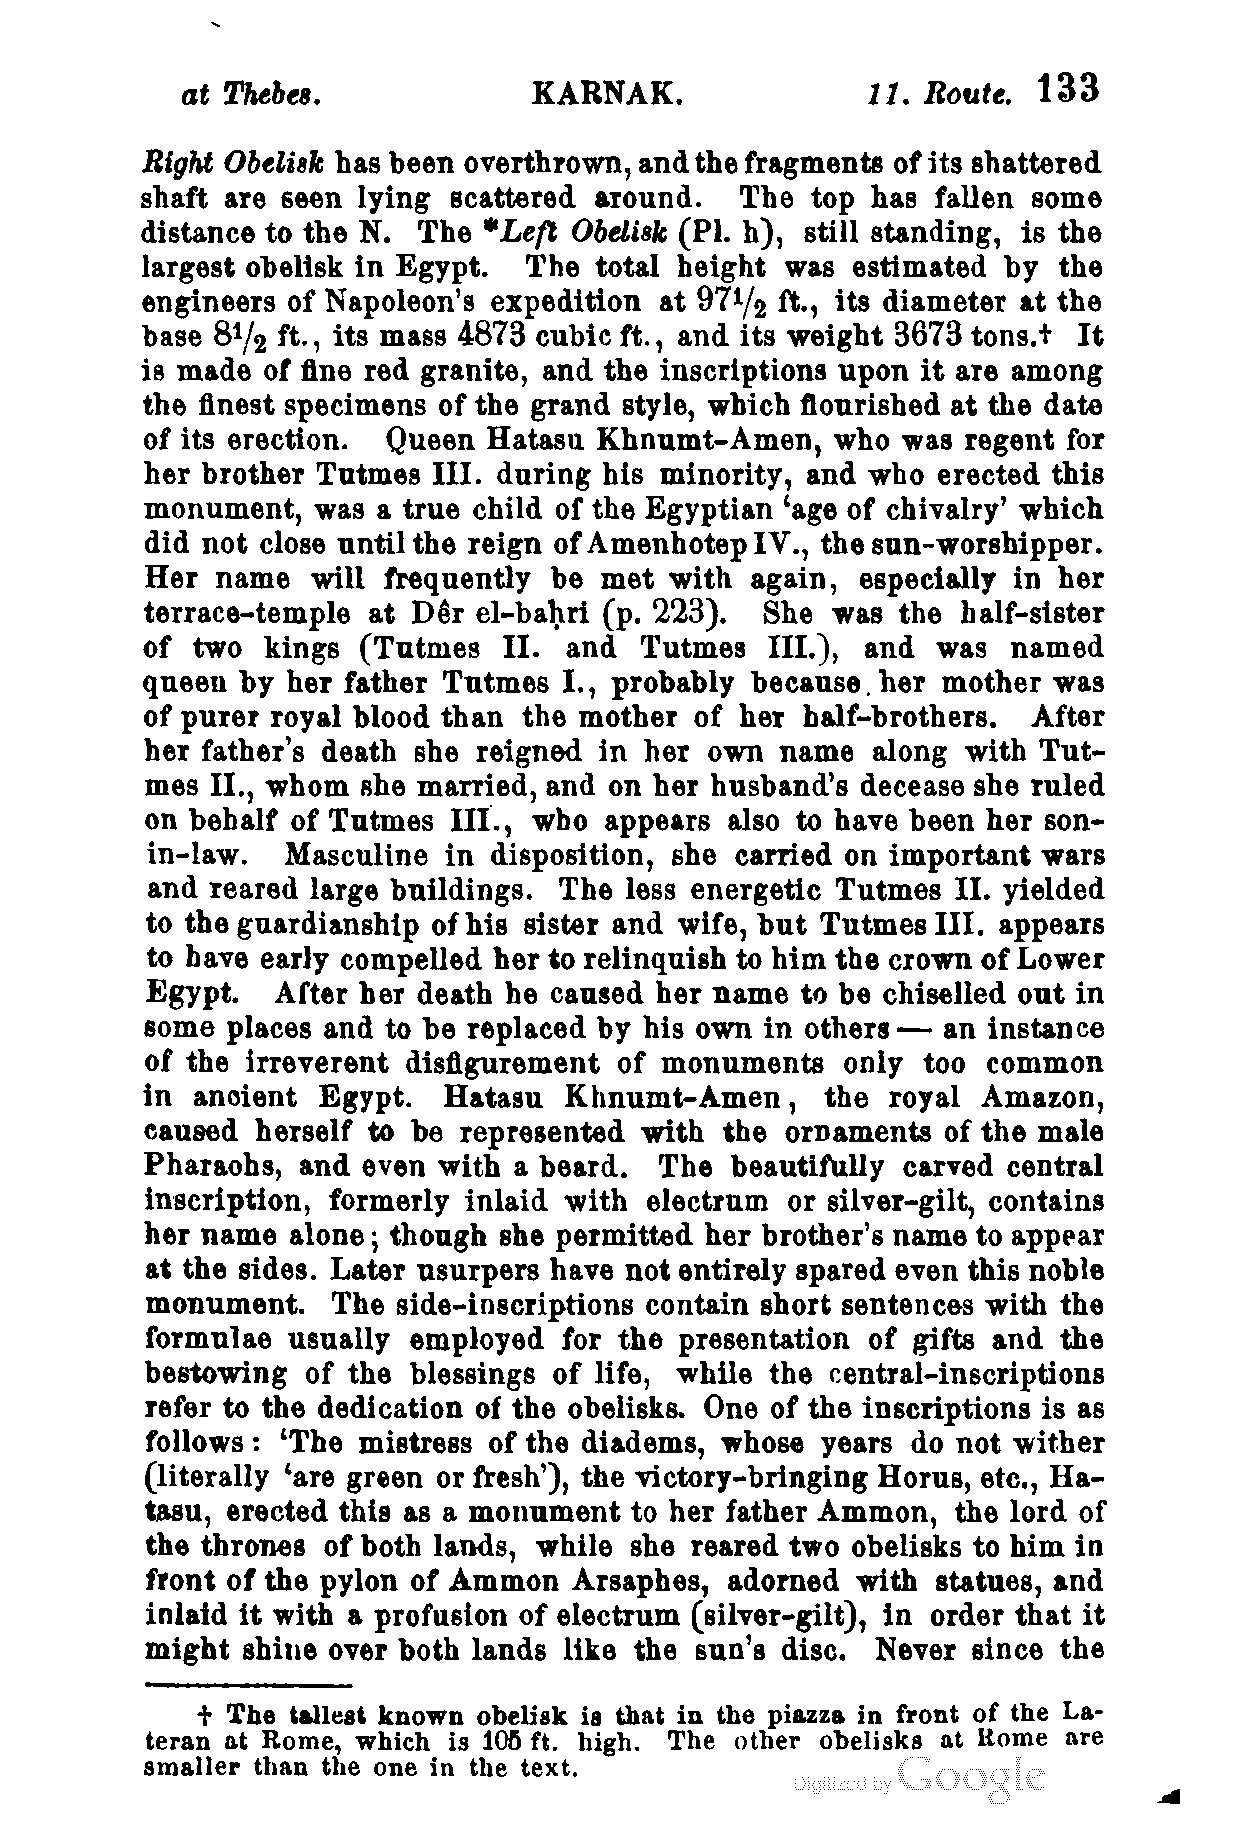 at Thebes. KARNAK. 11. Route. 133
Right Obelisk has been overthrown, and the fragments of its shattered
shaft are seen lying scattered around. The top has fallen some
distance to the N. The *Left Obelisk (Pl. h), still standing, is the
largest obelisk in Egypt. The total height was estimated by the
engineers of Napoleon's expedition at 97½ ft., its diameter at the
base 8½ ft., its mass 4873 cubic ft., and its weight 3673 tons.† It
is made of fine red granite, and the inscriptions upon it are among
the finest specimens of the grand style, which flourished at the date
of its erection. Queen Hatasu Khnumt-Amen, who was regent for
her brother Tutmes III. during his minority, and who erected this
monument, was a true child of the Egyptian 'age of chivalry' which
did not close until the reign of Amenhotep IV., the sun-worshipper.
Her name will frequently be met with again, especially in her
terrace-temple at Dêr el-baḥri (p. 223). She was the half-sister
of two kings (Tutmes II. and Tutmes III.), and was named
queen by her father Tutmes I., probably because her mother was
of purer royal blood than the mother of her half-brothers. After
her father's death she reigned in her own name along with Tut-
mes II., whom she married, and on her husband's decease she ruled
on behalf of Tutmes III., who appears also to have been her son-
in-law. Masculine in disposition, she carried on important wars
and reared large buildings. The less energetic Tutmes II. yielded
to the guardianship of his sister and wife, but Tutmes III. appears
to have early compelled her to relinquish to him the crown of Lower
Egypt. After her death he caused her name to be chiselled out in
some places and to be replaced by his own in others — an instance
of the irreverent disfigurement of monuments only too common
in ancient Egypt. Hatasu Khnumt-Amen, the royal Amazon,
caused herself to be represented with the ornaments of the male
Pharaohs, and even with a beard. The beautifully carved central
inscription, formerly inlaid with electrum or silver-gilt, contains
her name alone; though she permitted her brother's name to appear
at the sides. Later usurpers have not entirely spared even this noble
monument. The side-inscriptions contain short sentences with the
formulae usually employed for the presentation of gifts and the
bestowing of the blessings of life, while the central-inscriptions
refer to the dedication of the obelisks. One of the inscriptions is as
follows: 'The mistress of the diadems, whose years do not wither
(literally 'are green or fresh'), the victory-bringing Horus, etc., Ha-
tasu, erected this as a monument to her father Ammon, the lord of
the thrones of both lands, while she reared two obelisks to him in
front of the pylon of Ammon Arsaphes, adorned with statues, and
inlaid it with a profusion of electrum (silver-gilt), in order that it
might shine over both lands like the sun's disc. Never since the
† The tallest known obelisk is that in the piazza in front of the La-
teran at Rome, which is 105 ft. high. The other obelisks at Rome are
smaller than the one in the text.
Digitized by Google